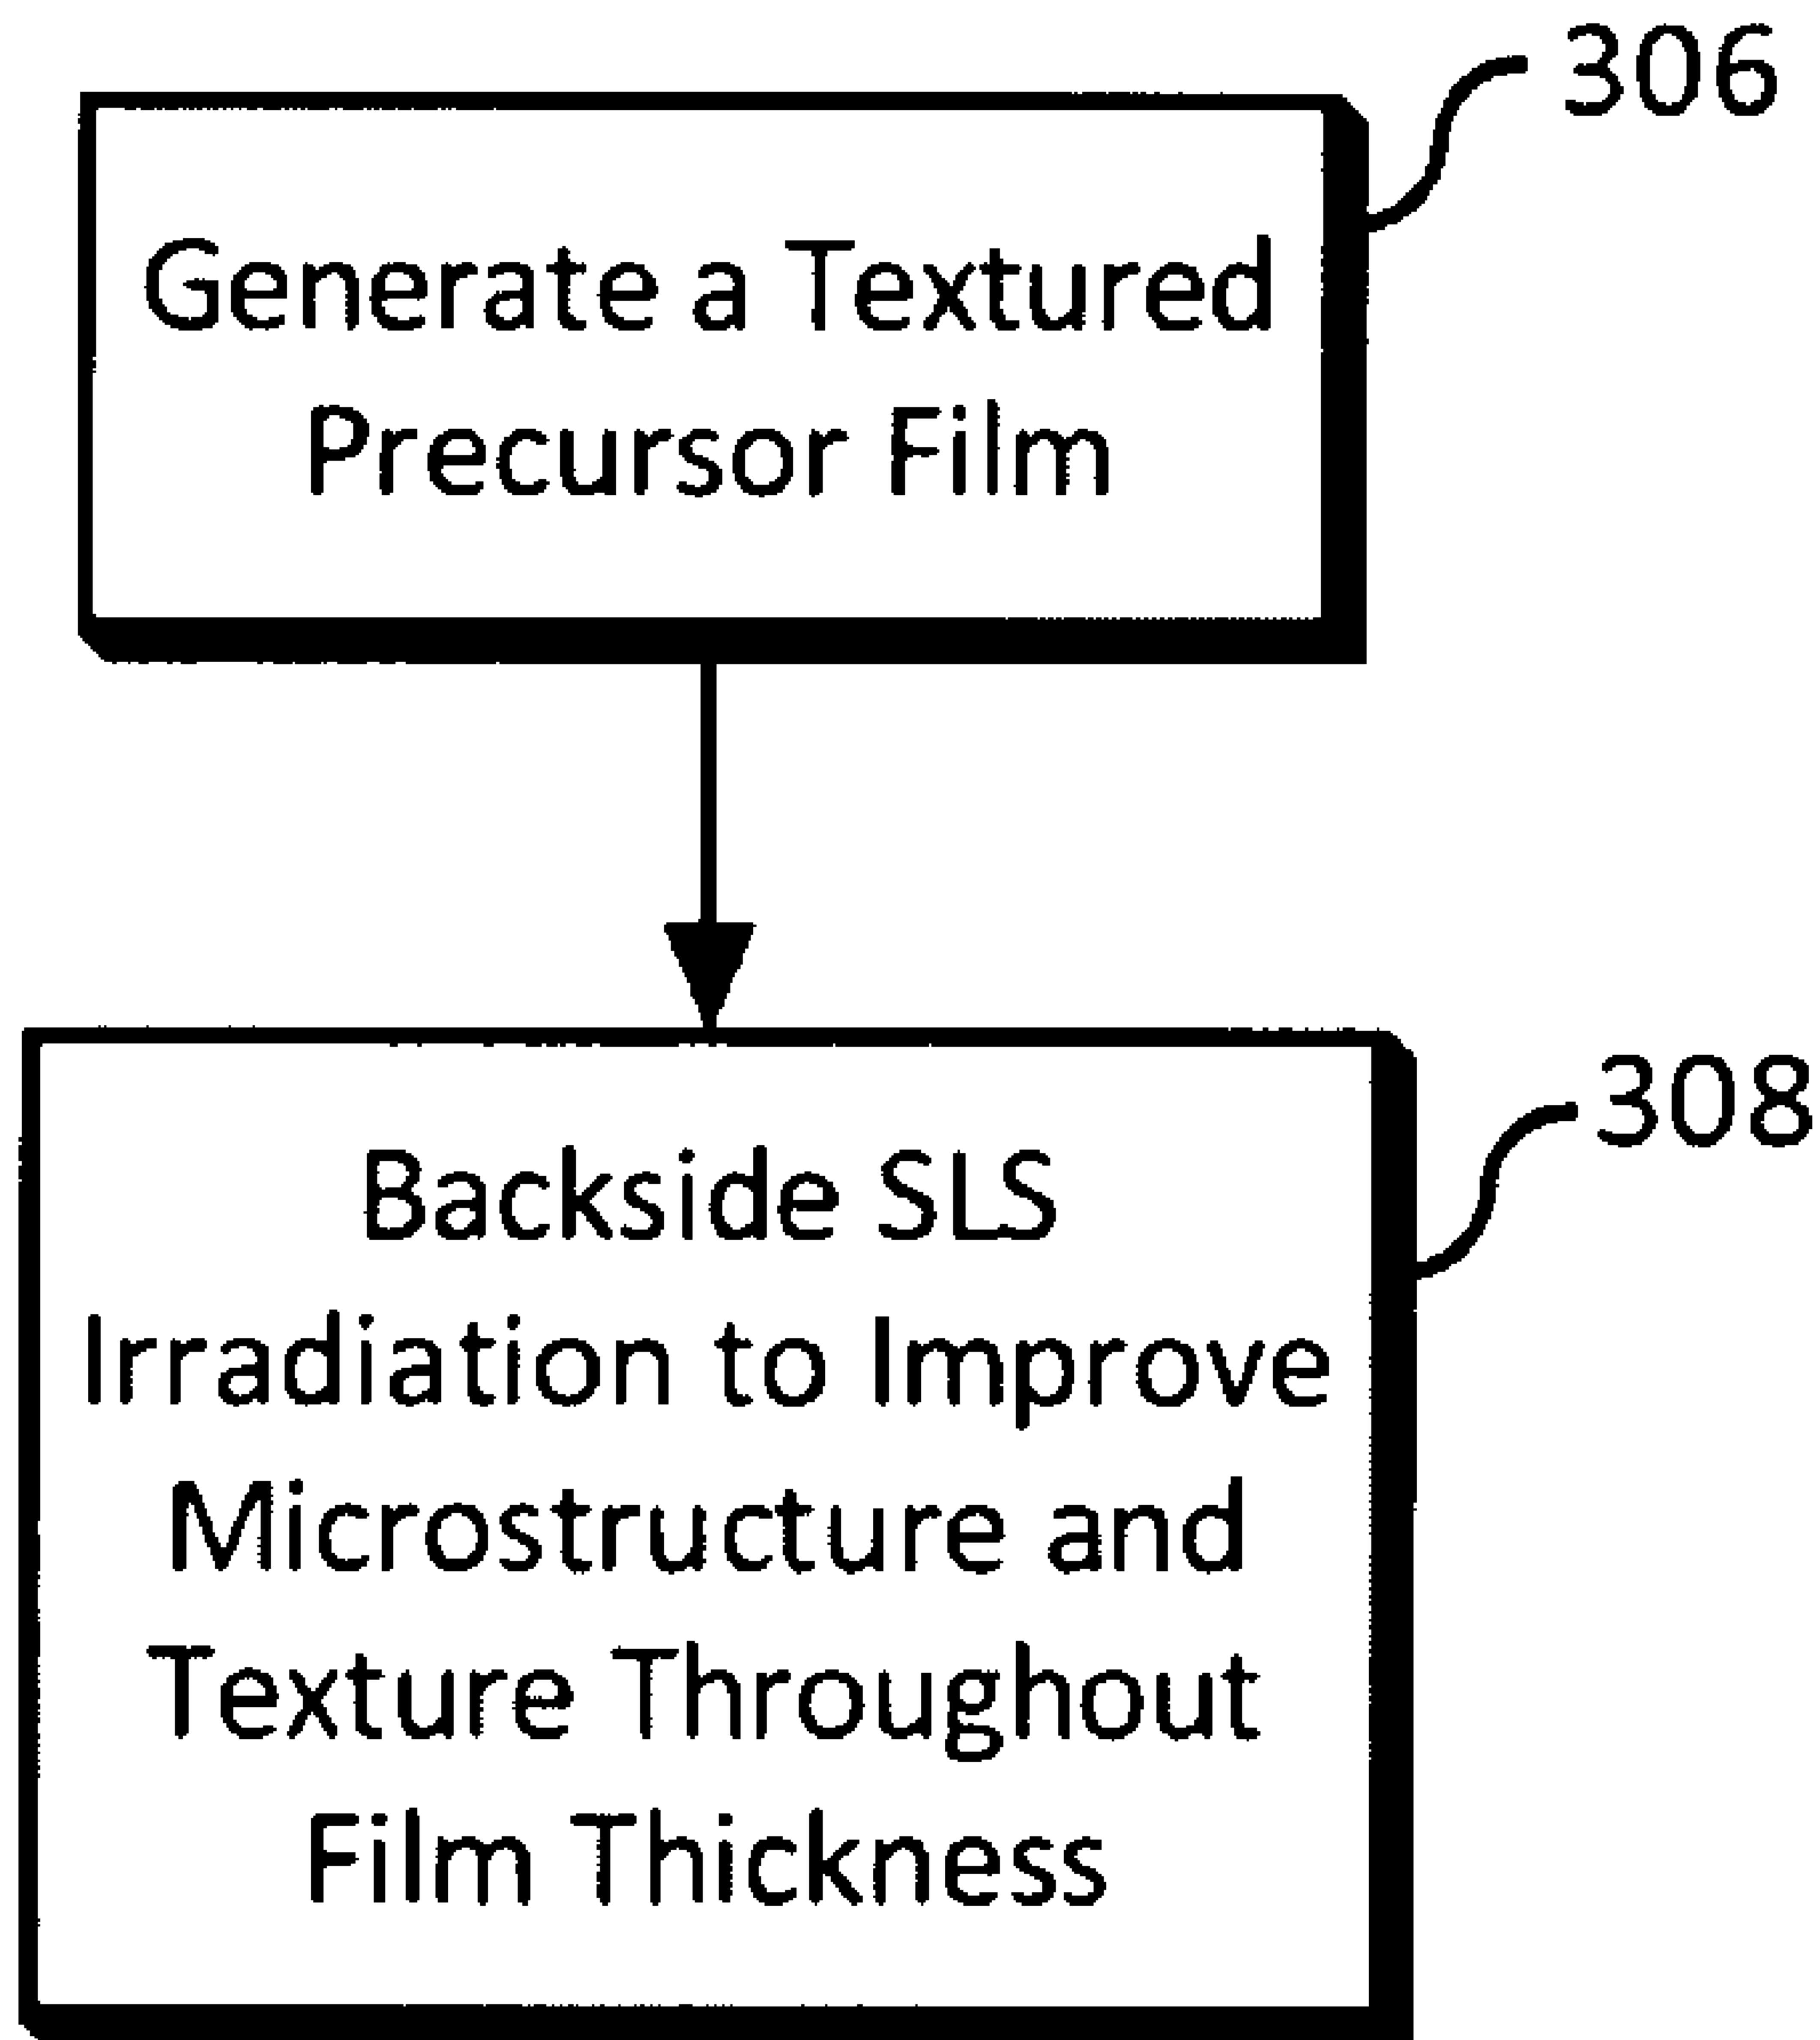 306
Generate a Textured
Precursor Film
308
Backside SLS
Irradiation to Improve
Microstructure and
Texture Throughout
Film Thickness